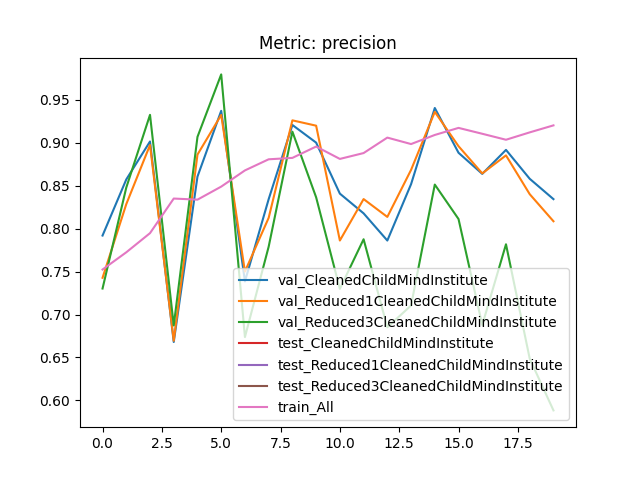 Metric: precision
0.95
0.90
0.85
0.80
0.75
0.70
0.65
0.60
val_CleanedChildMindInstitute
val_Reduced1CleanedChildMindInstitute
val_Reduced3CleanedChildMindInstitute
test_CleanedChildMindInstitute
test_Reduced1CleanedChildMindInstitute
test_Reduced3CleanedChildMindInstitute
train_All
0.0 2.5 5.0 7.5 10.0 12.5 15.0 17.5